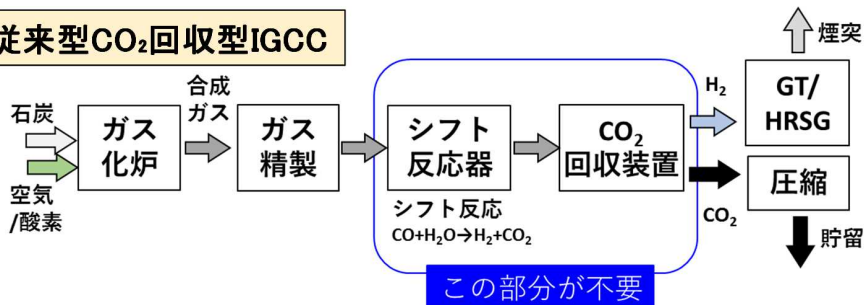 従来型CO₂回収型IGCC
石炭
空気
/酸素
ガス
化炉
合成
ガス
ガス
精製
シフト
反応器
シフト反応
CO+H₂O→H₂+CO₂
CO₂
回収装置
H₂
CO₂
GT/
HRSG
煙突
圧縮
貯留
この部分が不要